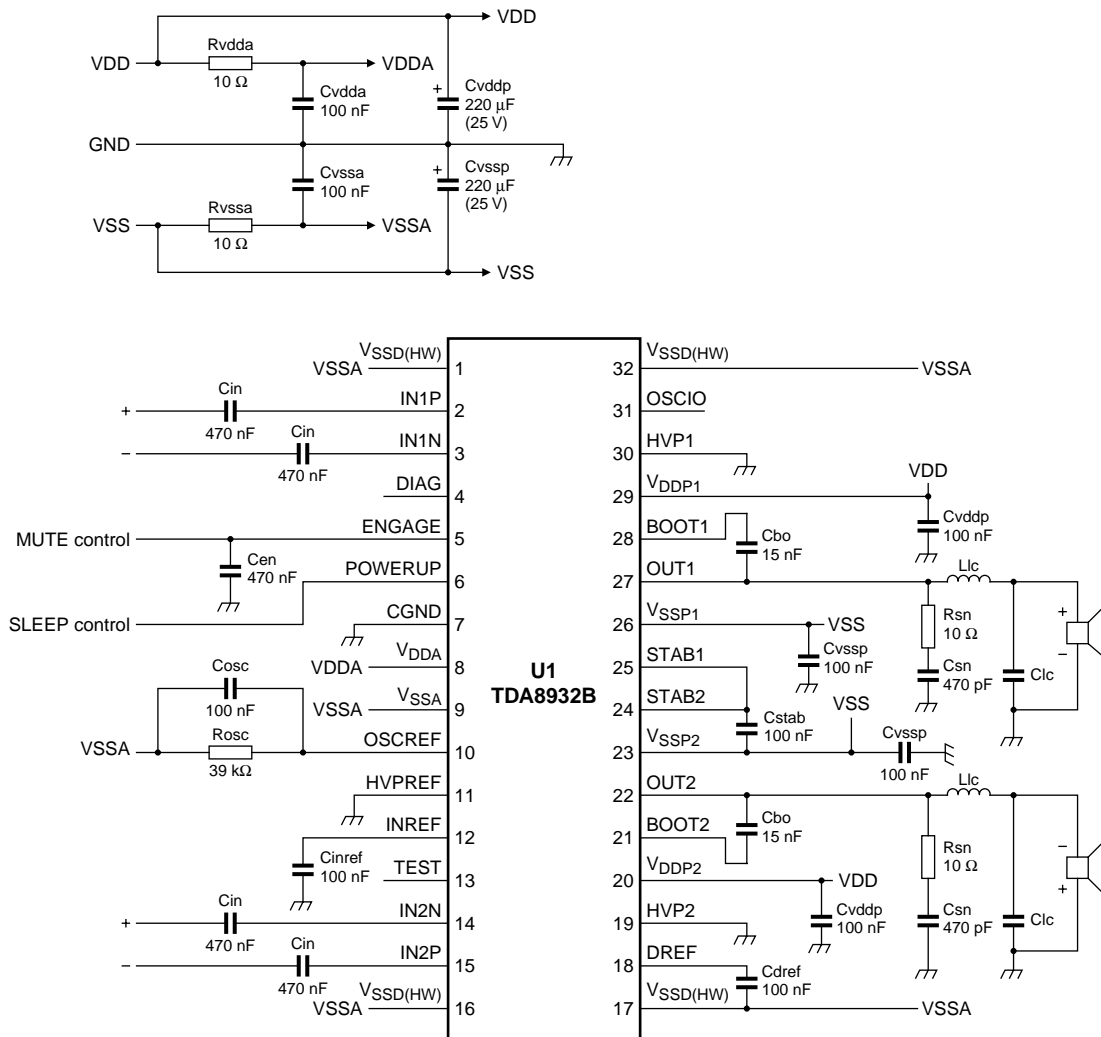 VDD
Rvdda
VDD
VDDA
10 Ω
Cvdda
100 nF
Cvddp
220 μF
(25 V)
+
GND
Cvssa
100 nF
+
Cvssp
220 μF
(25 V)
Rvssa
VSS
VSSA
10 Ω
VSS
U1
TDA8932B
VSSA
VSSD(HW)
1
+
Cin
470 nF
IN1P
2
−
Cin
470 nF
IN1N
3
DIAG
4
MUTE control
ENGAGE
5
Cen
470 nF
POWERUP
6
SLEEP control
CGND
7
VDDA
VDDA
8
Cosc
100 nF
VSSA
VSSA
9
VSSA
Rosc
39 kΩ
OSCREF
10
HVPREF
11
INREF
12
Cinref
100 nF
TEST
13
+
Cin
470 nF
IN2N
14
−
Cin
470 nF
IN2P
15
VSSA
VSSD(HW)
16
32
VSSD(HW)
VSSA
31
OSCIO
30
HVP1
VDD
29
VDDP1
Cvddp
100 nF
28
BOOT1
Cbo
15 nF
Llc
27
OUT1
Rsn
10 Ω
+
−
26
VSSP1
VSS
Cvssp
100 nF
25
STAB1
Csn
470 pF
Clc
24
STAB2
Cstab
100 nF
VSS
23
VSSP2
Cvssp
100 nF
Llc
22
OUT2
Cbo
15 nF
21
BOOT2
Rsn
10 Ω
−
+
20
VDDP2
VDD
Cvddp
100 nF
19
HVP2
Csn
470 pF
Clc
18
DREF
Cdref
100 nF
17
VSSD(HW)
VSSA